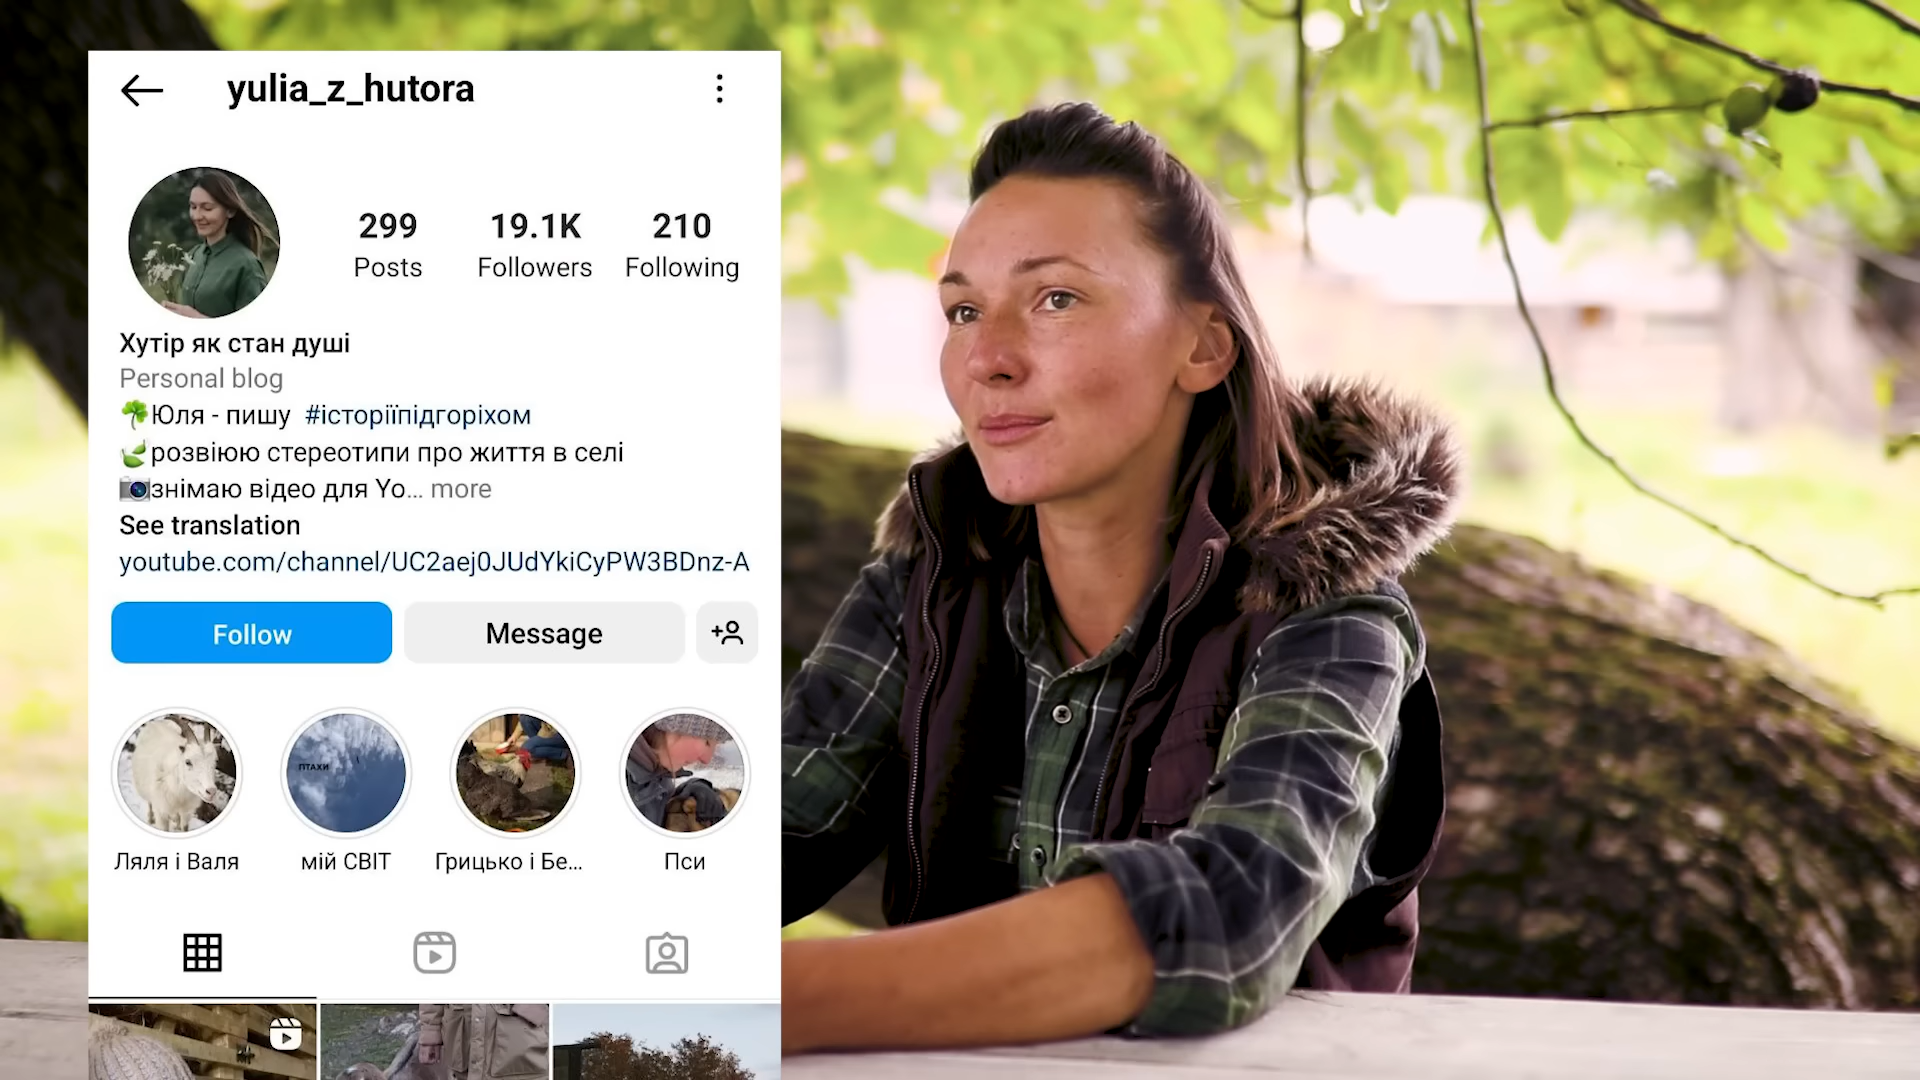 yulia_z_hutora
299 19.1K 210
Posts Followers Following
Хутір як стан душі
Personal blog
☘️Юля - пишу #історіїпідгоріхом
🍃розвіюю стереотипи про життя в селі
📷знімаю відео для Yo... more
See translation
youtube.com/channel/UC2aej0JUdYkiCyPW3BDnz-A
Follow Message
ПТАХИ
Ляля і Валя мій СВІТ Грицько і Бе... Пси